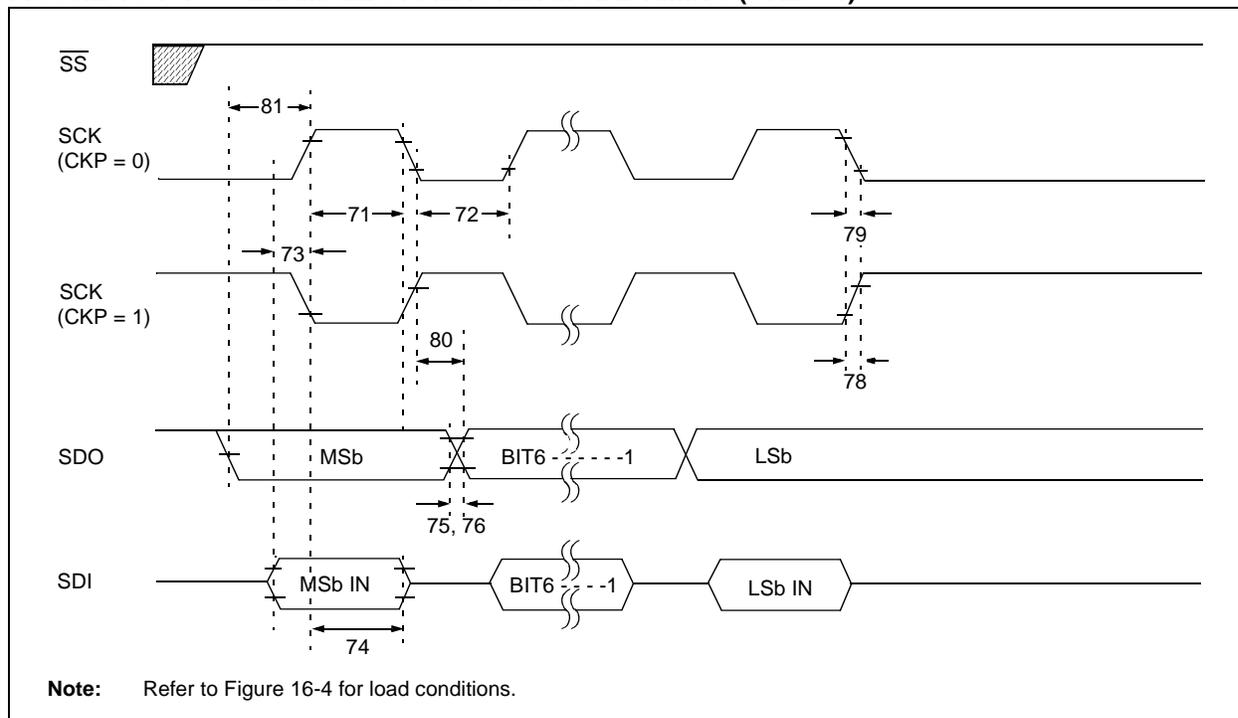 SS
81
SCK
(CKP = 0)
71
72
79
73
SCK
(CKP = 1)
80
78
SDO
MSb
BIT6 - - - - - -1
LSb
75, 76
SDI
MSb IN
BIT6 - - - - -1
LSb IN
74
Note: Refer to Figure 16-4 for load conditions.